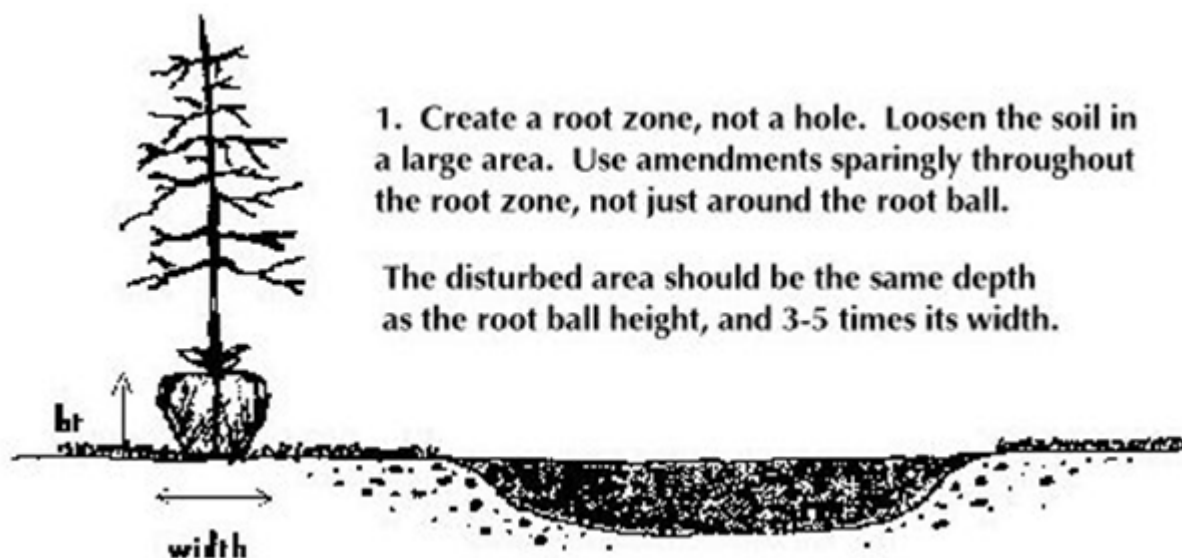 1. Create a root zone, not a hole. Loosen the soil in
a large area. Use amendments sparingly throughout
the root zone, not just around the root ball.
The disturbed area should be the same depth
as the root ball height, and 3-5 times its width.
ht
width